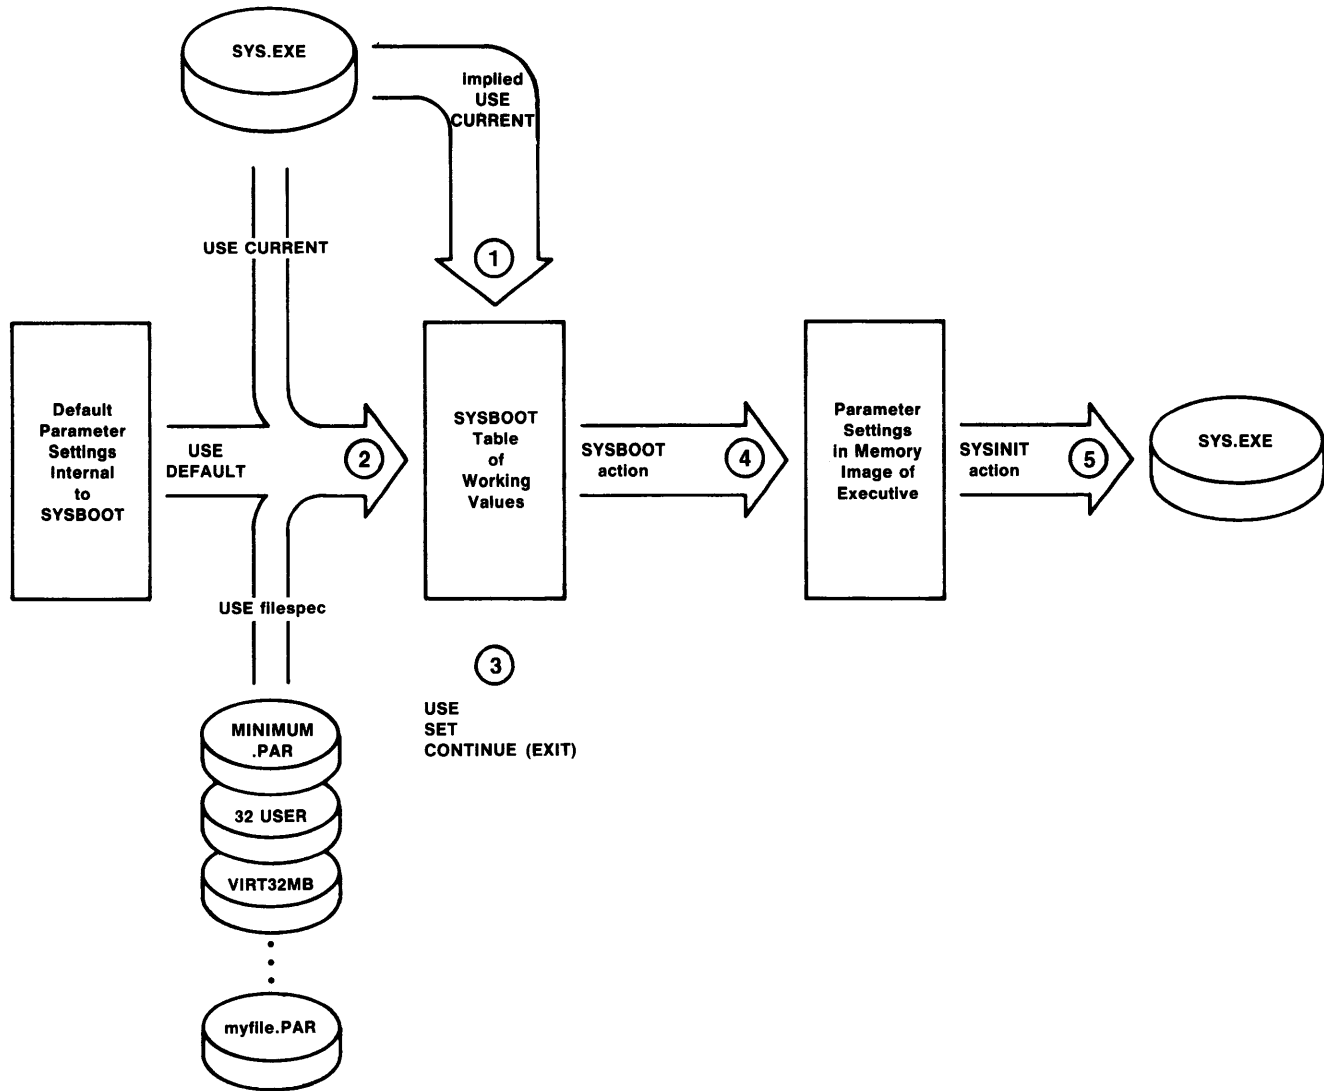 SYS.EXE
implied
USE
CURRENT
USE CURRENT
1
Default
Parameter
Settings
Internal
to
SYSBOOT
USE
DEFAULT
2
SYSBOOT
Table
of
Working
Values
SYSBOOT
action
4
Parameter
Settings
in Memory
Image of
Executive
SYSINIT
action
5
SYS.EXE
USE filespec
3
USE
SET
CONTINUE (EXIT)
MINIMUM
.PAR
32 USER
VIRT32MB
myfile.PAR